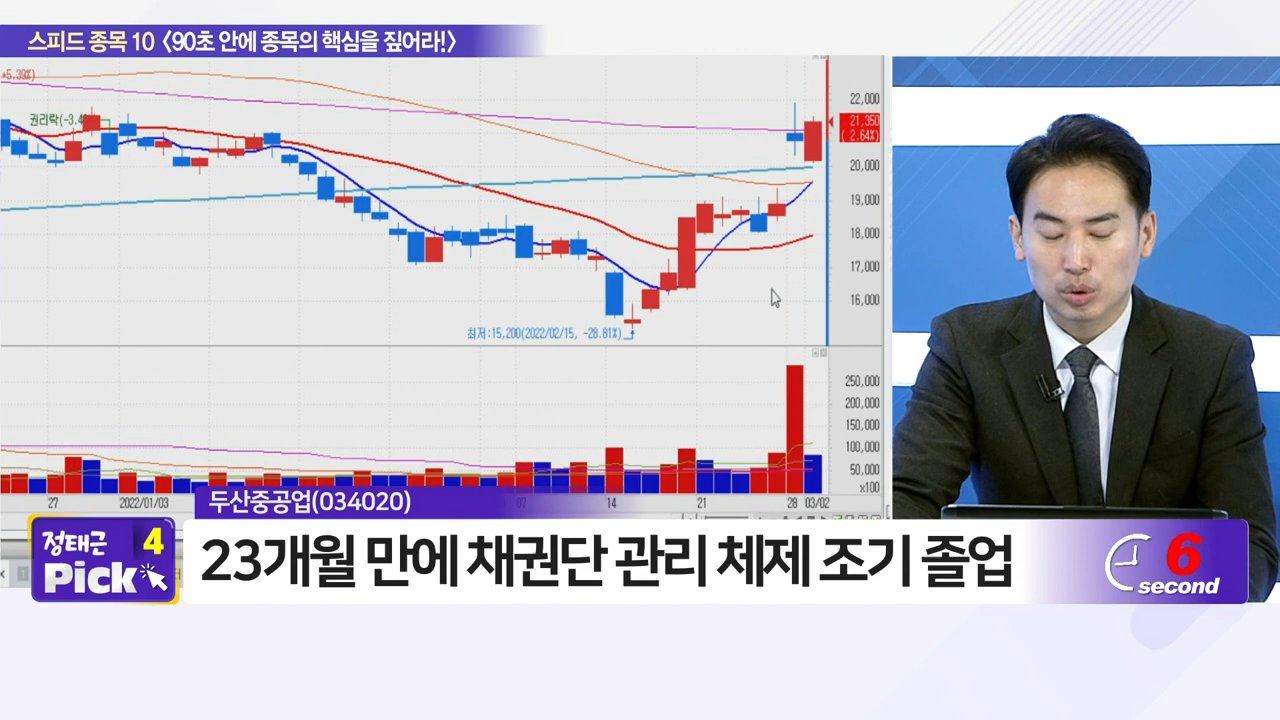 스피드 종목 10 〈90초 안에 종목의 핵심을 짚어라!〉
+5.39%)
권리락(-3.4
22,000
21,350
( 2.64%)
20,000
19,000
18,000
17,000
16,000
최저:15,200(2022/02/15, -28.81%)
250,000
200,000
150,000
100,000
50,000
x100
27
2022/01/03
07
14
21
28
03/02
두산중공업(034020)
정태근 4
Pick
23개월 만에 채권단 관리 체제 조기 졸업
6
second